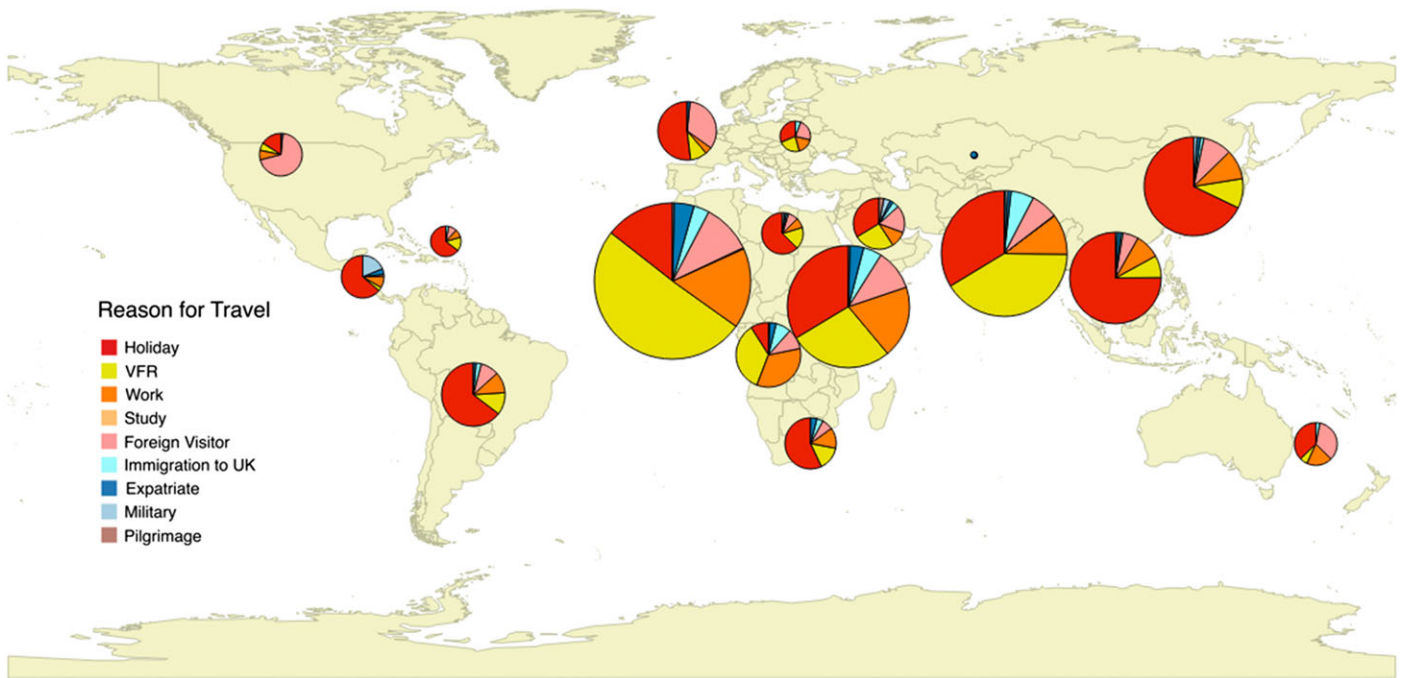 Reason for Travel
Holiday
VFR
Work
Study
Foreign Visitor
Immigration to UK
Expatriate
Military
Pilgrimage